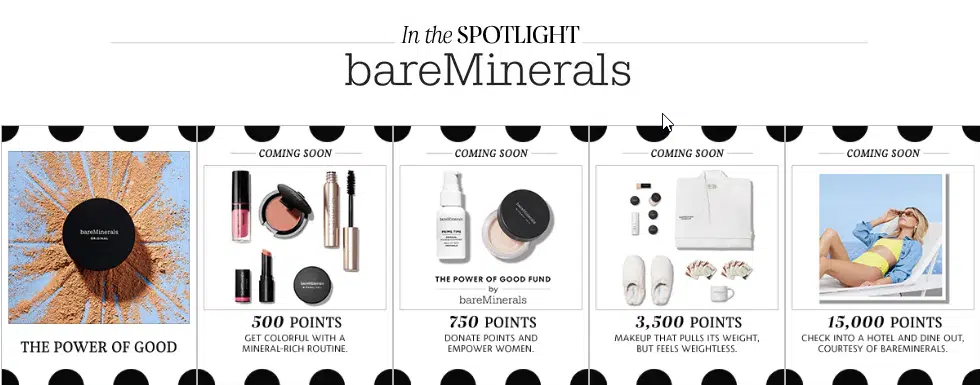 In the SPOTLIGHT
bareMinerals
bareMinerals
ORIGINAL
THE POWER OF GOOD
COMING SOON
500 POINTS
GET COLORFUL WITH A
MINERAL-RICH ROUTINE.
COMING SOON
bareMinerals
PRIME TIME
THE POWER OF GOOD FUND
by
bareMinerals
750 POINTS
DONATE POINTS AND
EMPOWER WOMEN.
COMING SOON
3,500 POINTS
MAKEUP THAT PULLS ITS WEIGHT,
BUT FEELS WEIGHTLESS.
COMING SOON
15,000 POINTS
CHECK INTO A HOTEL AND DINE OUT,
COURTESY OF BAREMINERALS.